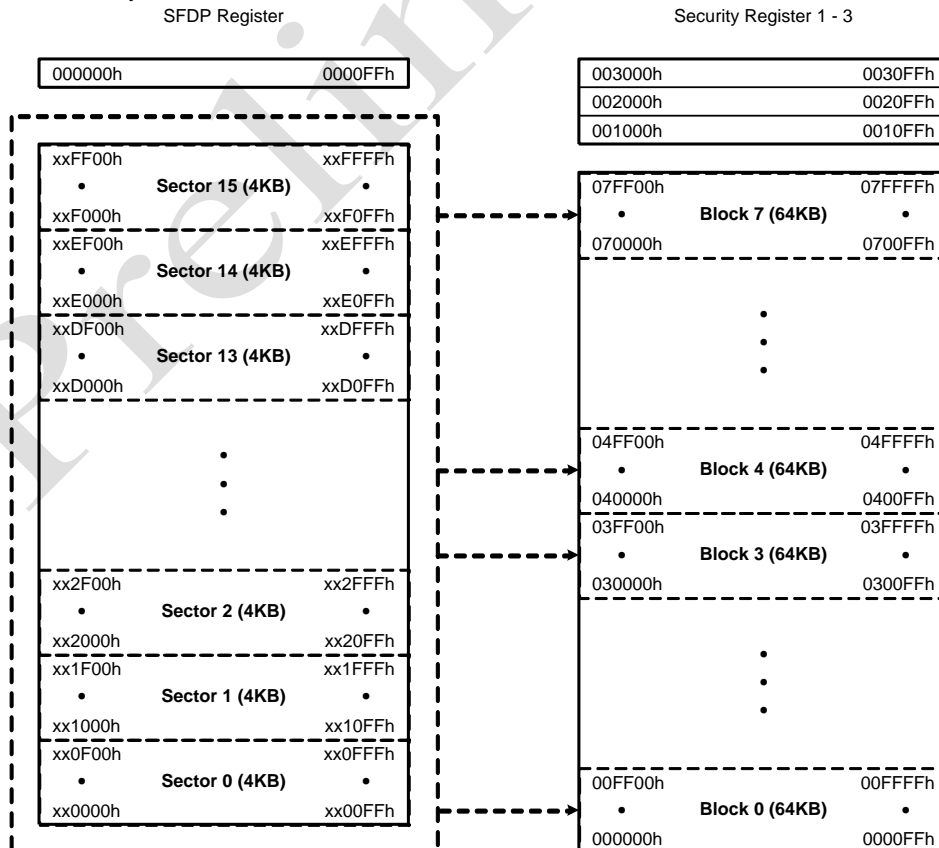 SFDP Register
Security Register 1 - 3
000000h 0000FFh
003000h 0030FFh
002000h 0020FFh
001000h 0010FFh
xxFF00h xxFFFFh
• Sector 15 (4KB) •
xxF000h xxF0FFh
xxEF00h xxEFFFh
• Sector 14 (4KB) •
xxE000h xxE0FFh
xxDF00h xxDFFFh
• Sector 13 (4KB) •
xxD000h xxD0FFh
xx2F00h xx2FFFh
• Sector 2 (4KB) •
xx2000h xx20FFh
xx1F00h xx1FFFh
• Sector 1 (4KB) •
xx1000h xx10FFh
xx0F00h xx0FFFh
• Sector 0 (4KB) •
xx0000h xx00FFh
07FF00h 07FFFFh
• Block 7 (64KB) •
070000h 0700FFh
04FF00h 04FFFFh
• Block 4 (64KB) •
040000h 0400FFh
03FF00h 03FFFFh
• Block 3 (64KB) •
030000h 0300FFh
00FF00h 00FFFFh
• Block 0 (64KB) •
000000h 0000FFh
Prelim